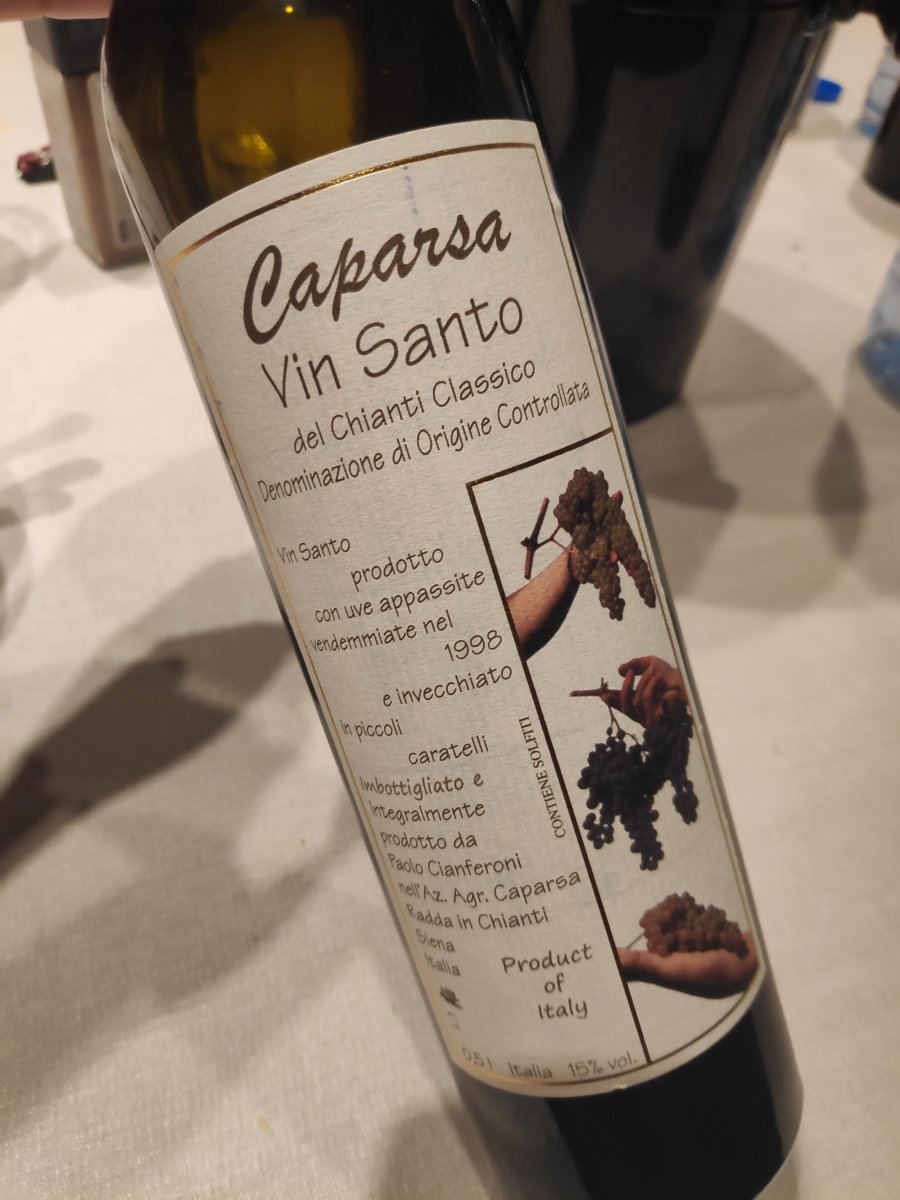 Caparsa
Vin Santo
del Chianti Classico
Denominazione di Origine Controllata
Vin Santo
prodotto
con uve appassite
vendemmiate nel
1998
e invecchiato
in piccoli
caratelli
Imbottigliato e
Integralmente
prodotto da
Paolo Cianferoni
nell'Az. Agr. Caparsa
Radda in Chianti
Siena
Italia
CONTIENE SOLFITI
Product
of
Italy
0,5 l Italia 15% vol.